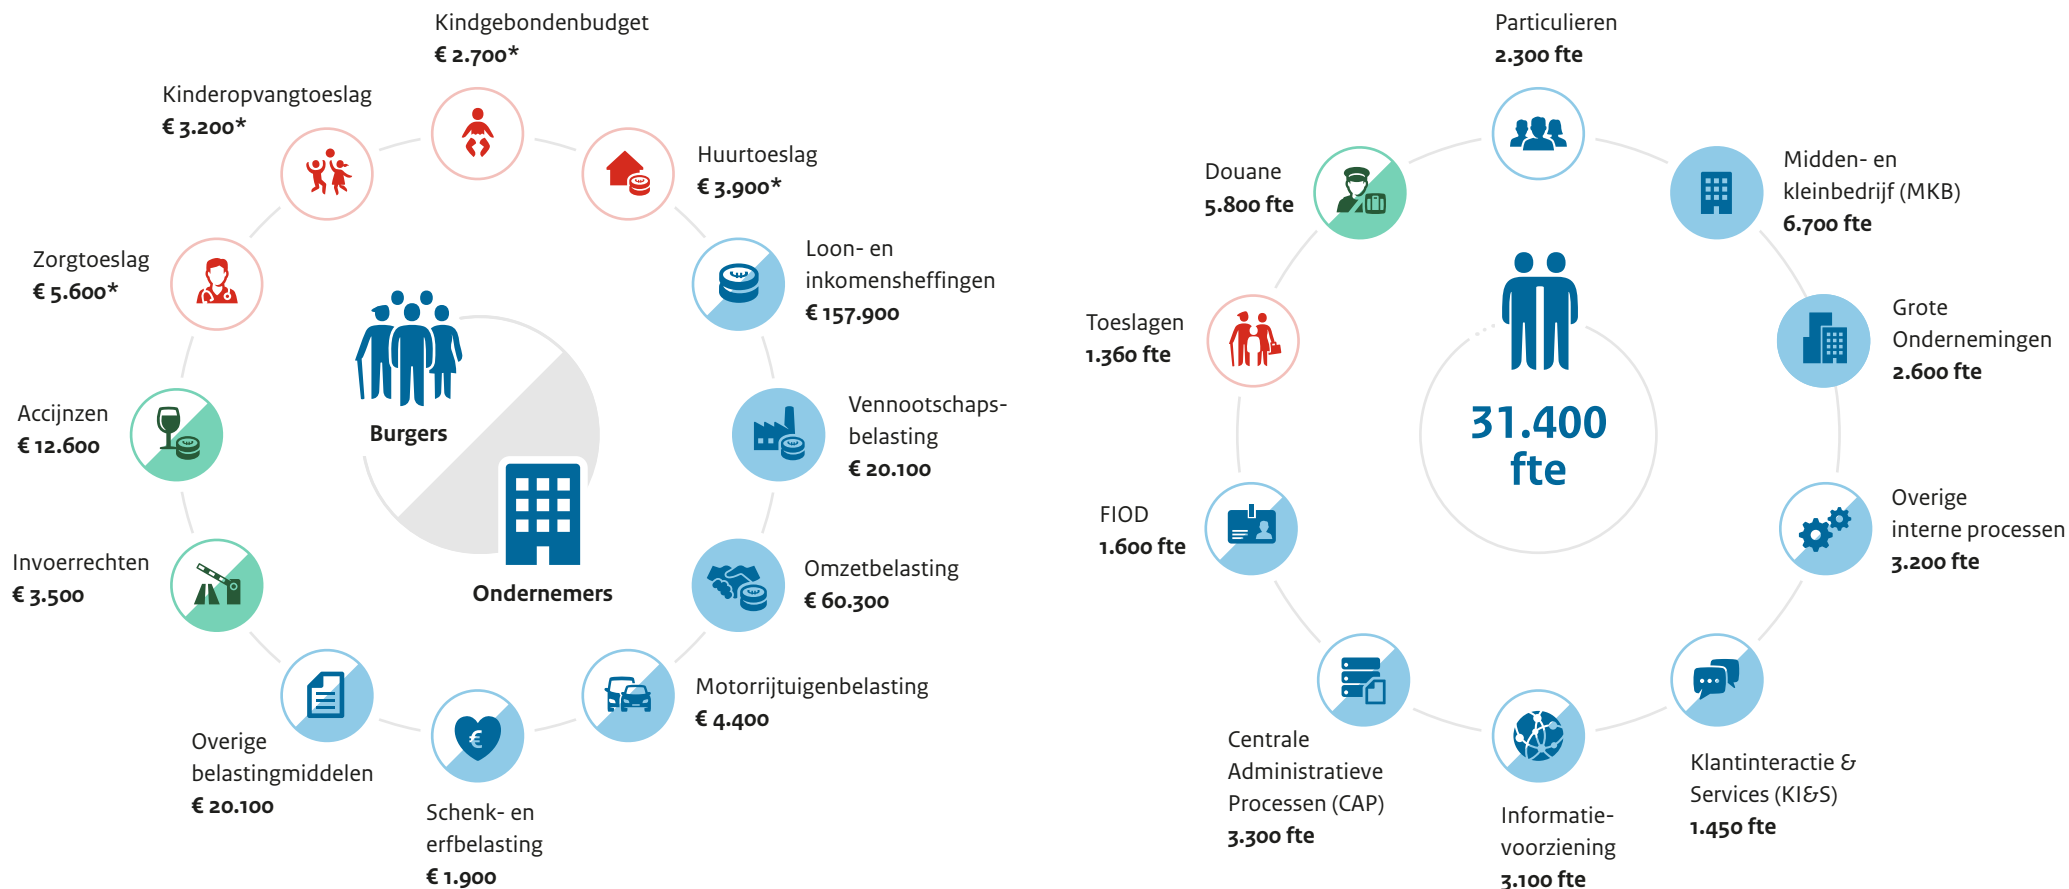 Kindgebondenbudget
€ 2.700*
Kinderopvangtoeslag
€ 3.200*
Huurtoeslag
€ 3.900*
Zorgtoeslag
€ 5.600*
Loon- en
inkomensheffingen
€ 157.900
Accijnzen
€ 12.600
Vennootschaps-
belasting
€ 20.100
Burgers
Ondernemers
Invoerrechten
€ 3.500
Omzetbelasting
€ 60.300
Overige
belastingmiddelen
€ 20.100
Motorrijtuigenbelasting
€ 4.400
€
Schenk- en
erfbelasting
€ 1.900
Particulieren
2.300 fte
Douane
5.800 fte
Midden- en
kleinbedrijf (MKB)
6.700 fte
Toeslagen
1.360 fte
Grote
Ondernemingen
2.600 fte
31.400
fte
FIOD
1.600 fte
Overige
interne processen
3.200 fte
Centrale
Administratieve
Processen (CAP)
3.300 fte
Informatie-
voorziening
3.100 fte
Klantinteractie &
Services (KI&S)
1.450 fte